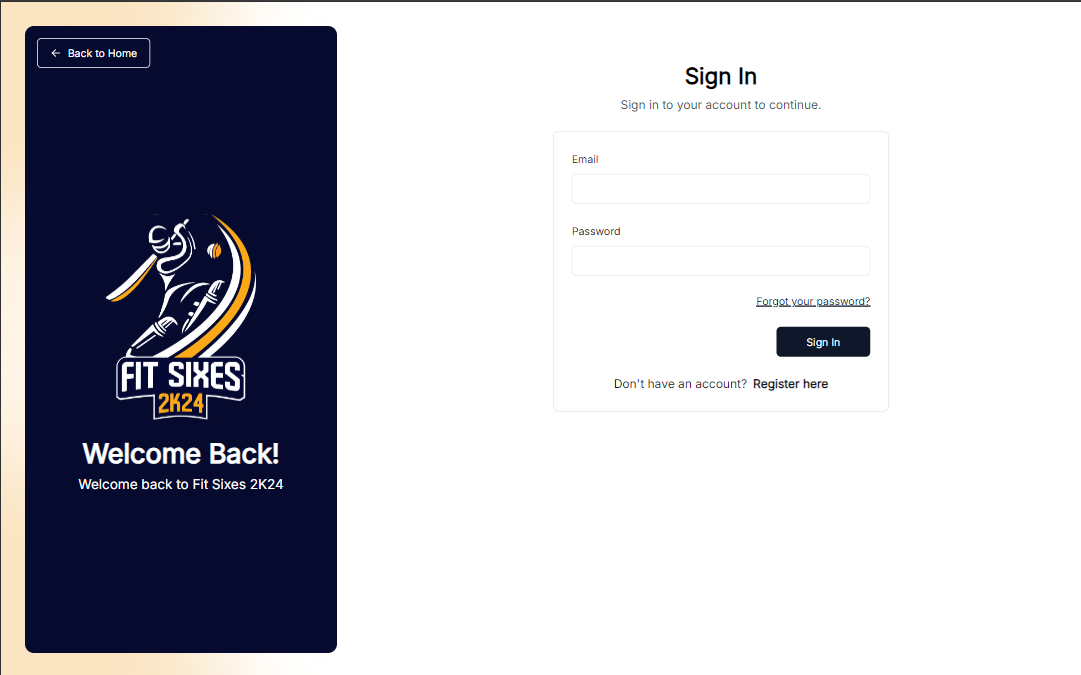 Back to Home
FIT SIXES
2K24
Welcome Back!
Welcome back to Fit Sixes 2K24
Sign In
Sign in to your account to continue.
Email
Password
Forgot your password?
Sign In
Don't have an account? Register here